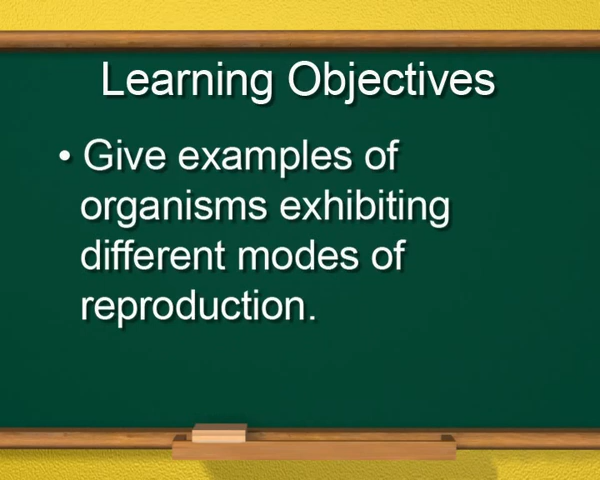 Learning Objectives
• Give examples of
organisms exhibiting
different modes of
reproduction.